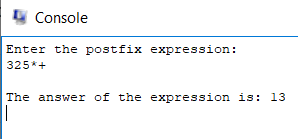 Console
Enter the postfix expression:
325*+
The answer of the expression is: 13